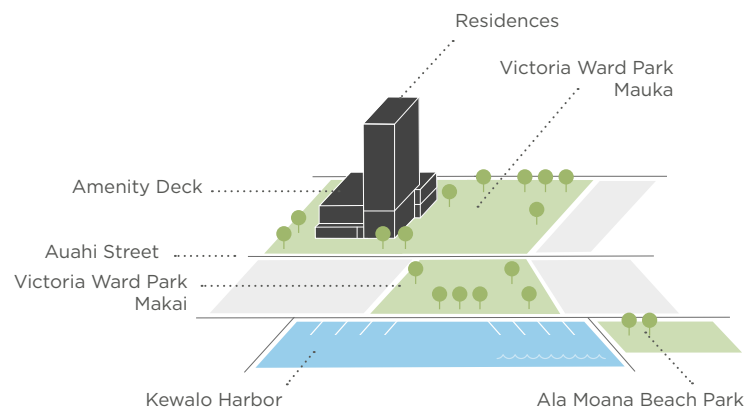 Residences
Victoria Ward Park
Mauka
Amenity Deck
Auahi Street
Victoria Ward Park
Makai
Kewalo Harbor
Ala Moana Beach Park